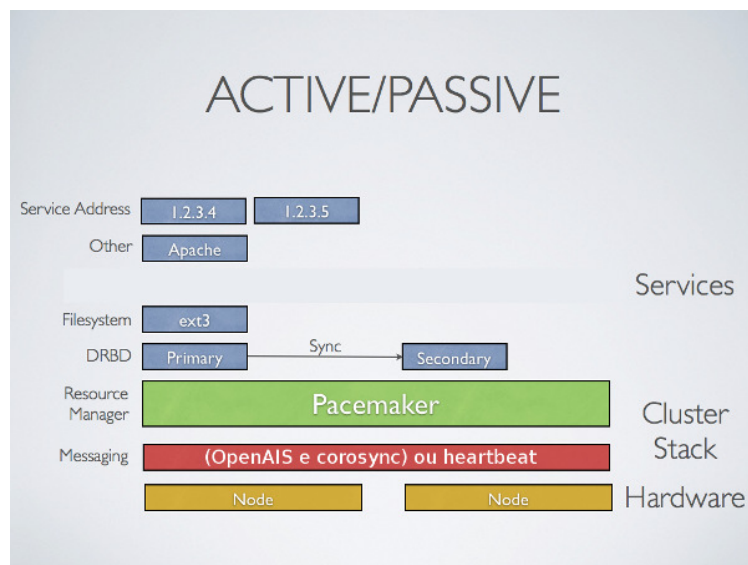 ACTIVE/PASSIVE
Service Address 1.2.3.4 1.2.3.5
Other Apache
Services
Filesystem ext3
DRBD Primary Sync Secondary
Resource
Manager
Pacemaker
Cluster
Stack
Messaging (OpenAIS e corosync) ou heartbeat
Node Node Hardware